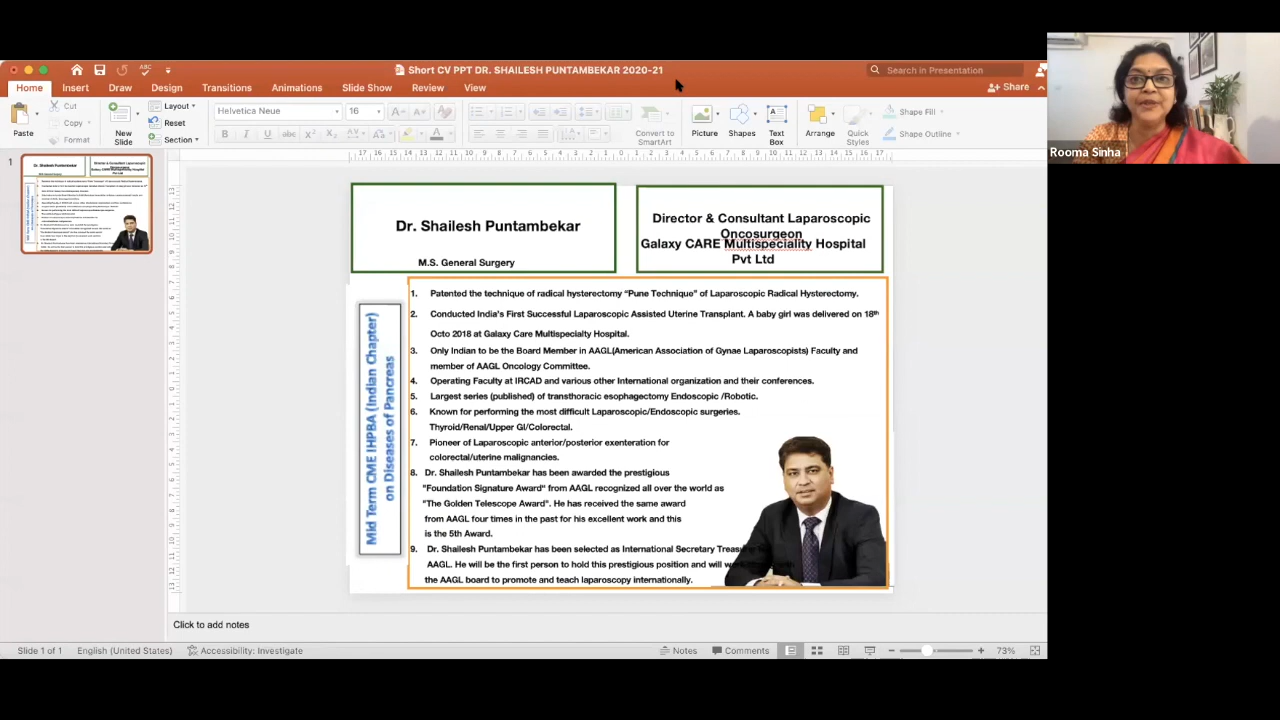 Short CV PPT DR. SHAILESH PUNTAMBEKAR 2020-21
Search in Presentation
Home Insert Draw Design Transitions Animations Slide Show Review View
Share
Paste
Cut
Copy
Format
New Slide
Layout
Reset
Section
Helvetica Neue 16
Convert to SmartArt
Picture
Shapes
Text Box
Arrange
Quick Styles
Shape Fill
Shape Outline
Rooma Sinha
Dr. Shailesh Puntambekar
M.S. General Surgery
Director & Consultant Laparoscopic
Oncosurgeon
Galaxy CARE Multispeciality Hospital
Pvt Ltd
Mid Term CME IHPBA (Indian Chapter)
on Diseases of Pancreas
1. Patented the technique of radical hysterectomy “Pune Technique” of Laparoscopic Radical Hysterectomy.
2. Conducted India’s First Successful Laparoscopic Assisted Uterine Transplant. A baby girl was delivered on 18th
Octo 2018 at Galaxy Care Multispecialty Hospital.
3. Only Indian to be the Board Member in AAGL(American Association of Gynae Laparoscopists) Faculty and
member of AAGL Oncology Committee.
4. Operating Faculty at IRCAD and various other International organization and their conferences.
5. Largest series (published) of transthoracic esophagectomy Endoscopic /Robotic.
6. Known for performing the most difficult Laparoscopic/Endoscopic surgeries.
Thyroid/Renal/Upper GI/Colorectal.
7. Pioneer of Laparoscopic anterior/posterior exenteration for
colorectal/uterine malignancies.
8. Dr. Shailesh Puntambekar has been awarded the prestigious
"Foundation Signature Award" from AAGL recognized all over the world as
"The Golden Telescope Award". He has received the same award
from AAGL four times in the past for his excellent work and this
is the 5th Award.
9. Dr. Shailesh Puntambekar has been selected as International Secretary
AAGL. He will be the first person to hold this prestigious position and will
the AAGL board to promote and teach laparoscopy internationally.
Click to add notes
Slide 1 of 1 English (United States) Accessibility: Investigate Notes Comments 73%